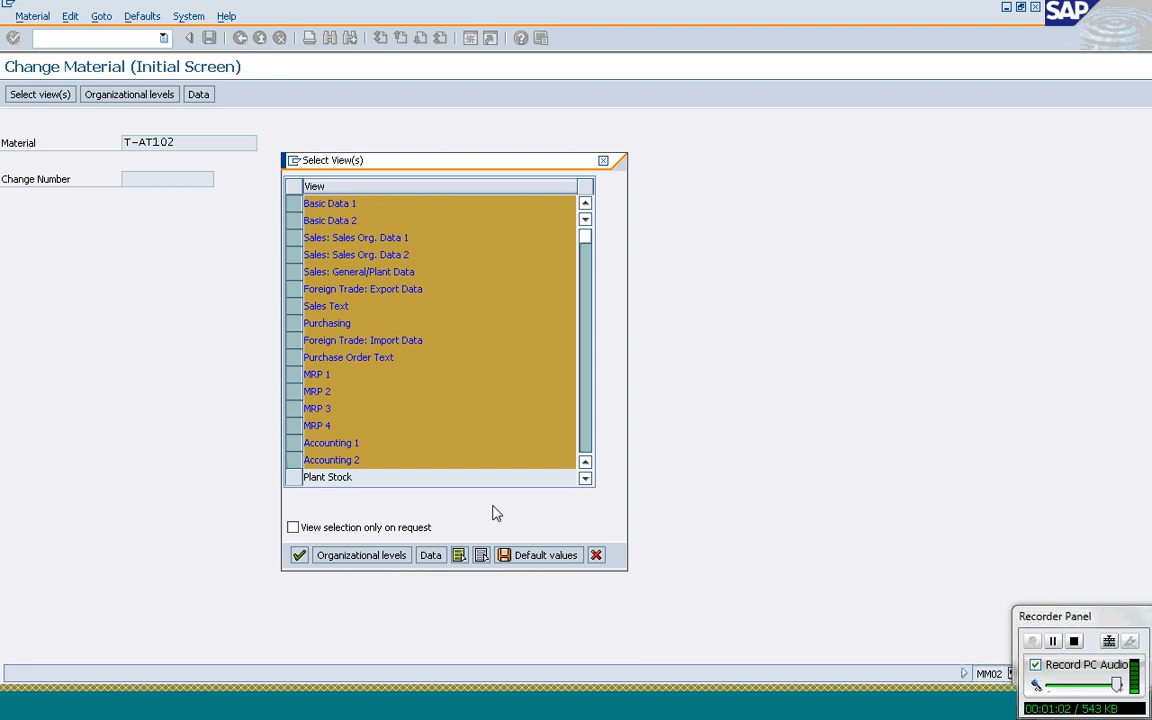 Material Edit Goto Defaults System Help
SAP
Change Material (Initial Screen)
Select view(s) Organizational levels Data
Material T-AT102
Change Number
Select View(s)
View
Basic Data 1
Basic Data 2
Sales: Sales Org. Data 1
Sales: Sales Org. Data 2
Sales: General/Plant Data
Foreign Trade: Export Data
Sales Text
Purchasing
Foreign Trade: Import Data
Purchase Order Text
MRP 1
MRP 2
MRP 3
MRP 4
Accounting 1
Accounting 2
Plant Stock
View selection only on request
Organizational levels Data Default values
MM02
Recorder Panel
Record PC Audio
00:01:02 / 543 KB